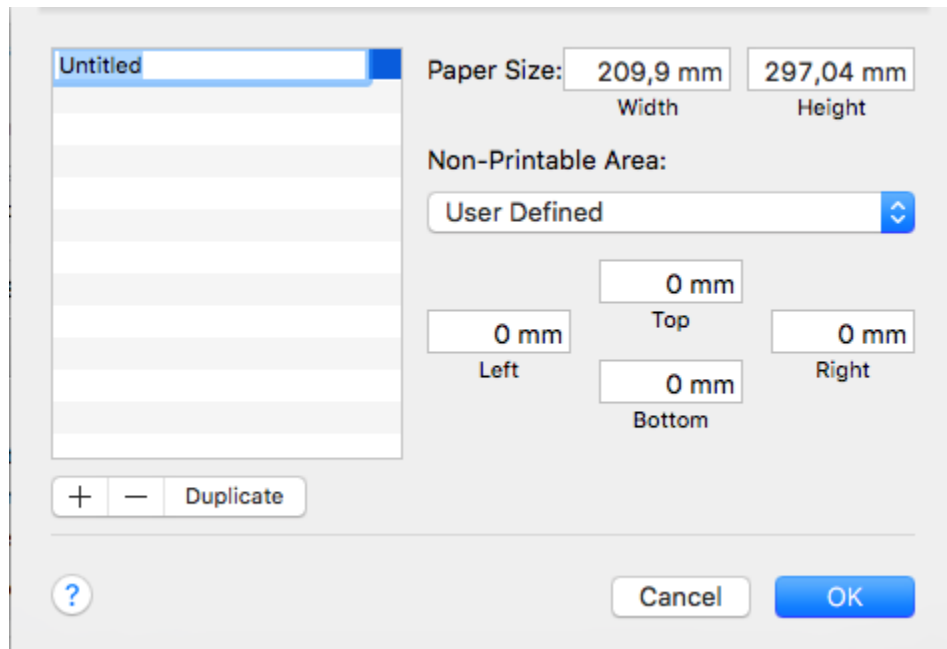 Untitled
Paper Size: 209,9 mm 297,04 mm
Width Height
Non-Printable Area:
User Defined
0 mm
Top
0 mm 0 mm
Left Right
0 mm
Bottom
+ − Duplicate
? Cancel OK